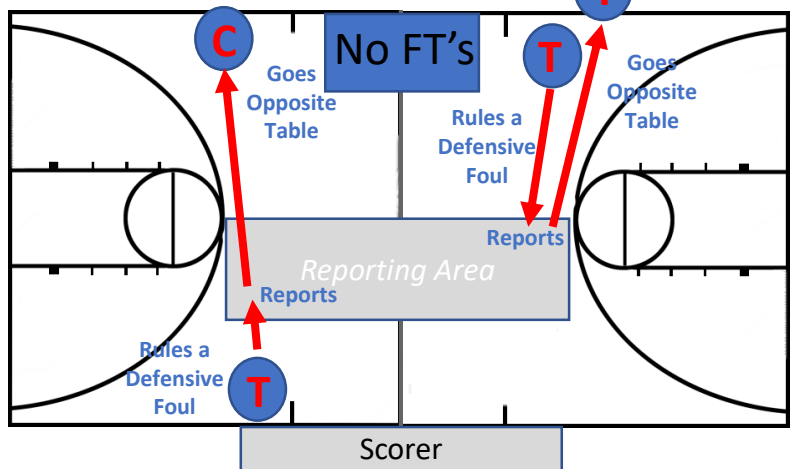 C
No FT's
T
Goes
Opposite
Table
Goes
Opposite
Table
Rules a
Defensive
Foul
Reports
Reporting Area
Reports
Rules a
Defensive
Foul
T
Scorer